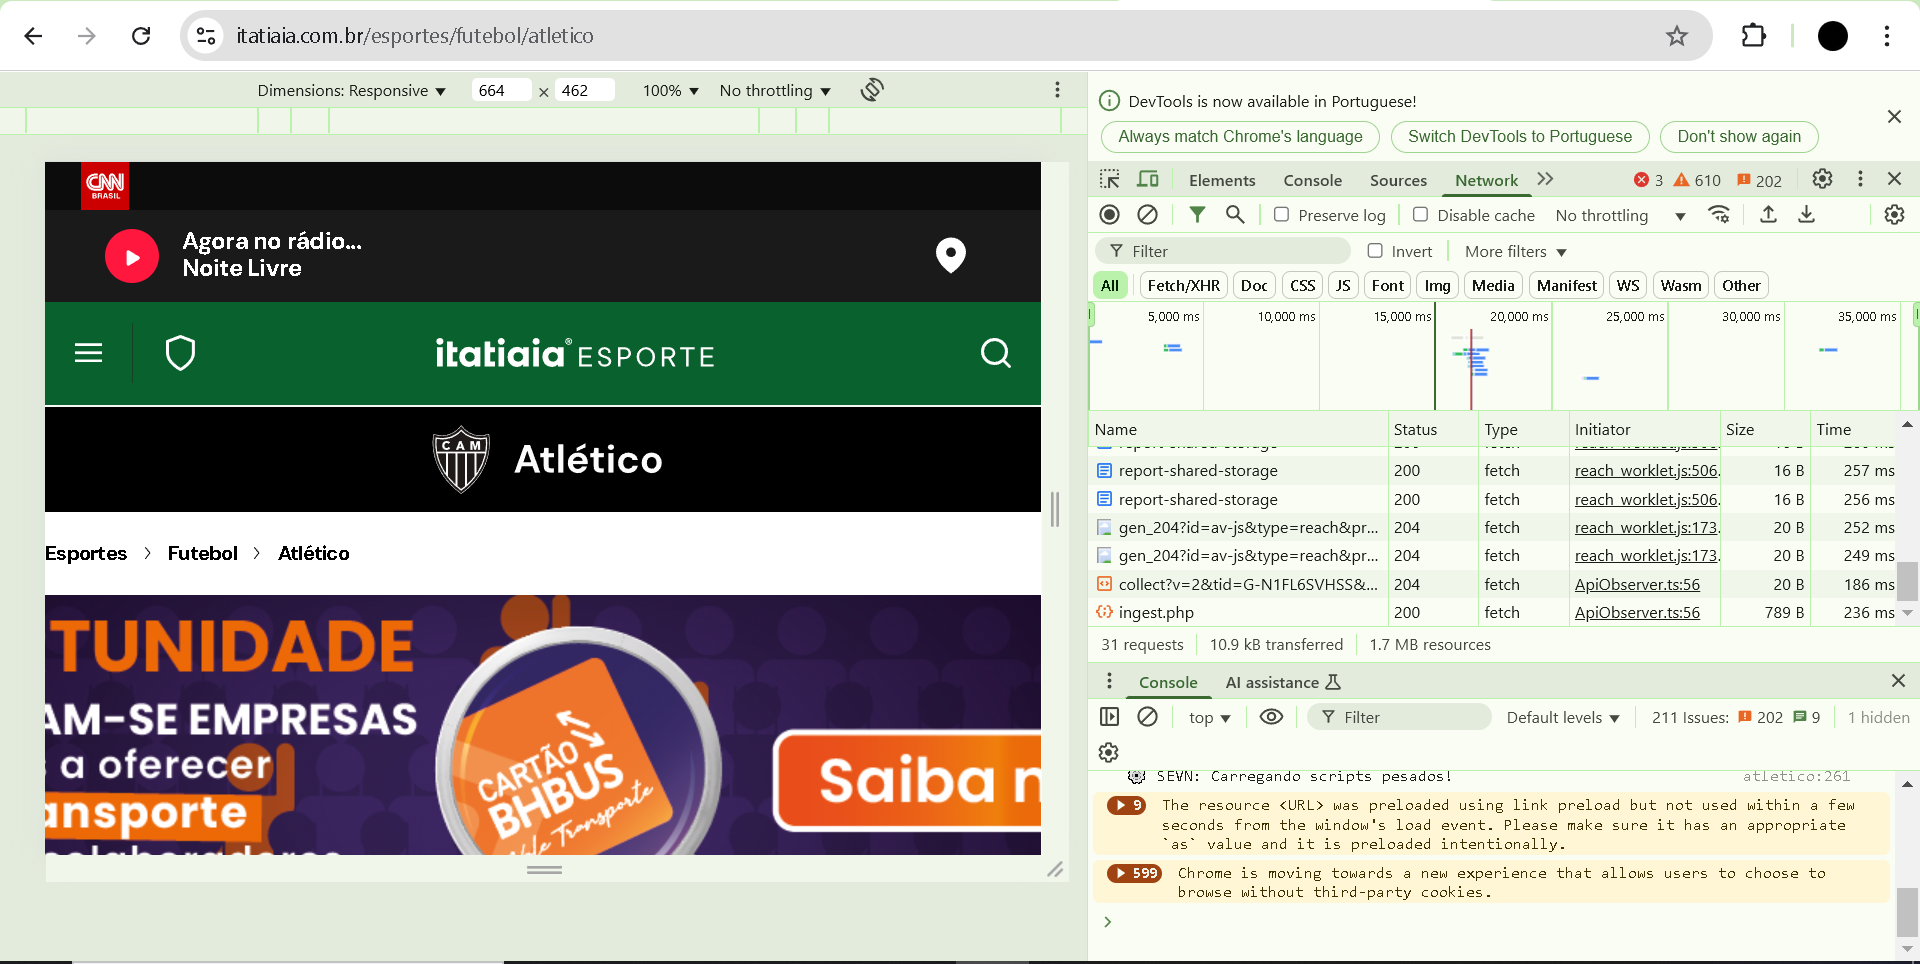 itatiaia.com.br/esportes/futebol/atletico
Dimensions: Responsive 664 × 462 100% No throttling
CNN
BRASIL
Agora no rádio...
Noite Livre
itatiaia® ESPORTE
CAM
Atlético
Esportes > Futebol > Atlético
TUNIDADE
AM-SE EMPRESAS
a oferecer
ansporte
CARTÃO
BHBUS
Vale Transporte
Saiba
DevTools is now available in Portuguese!
Always match Chrome's language Switch DevTools to Portuguese Don't show again
Elements Console Sources Network 3 610 202
Preserve log Disable cache No throttling
Filter Invert More filters
All Fetch/XHR Doc CSS JS Font Img Media Manifest WS Wasm Other
5,000 ms 10,000 ms 15,000 ms 20,000 ms 25,000 ms 30,000 ms 35,000 ms
Name Status Type Initiator Size Time
report-shared-storage 200 fetch reach_worklet.js:506. 16 B 257 ms
report-shared-storage 200 fetch reach_worklet.js:506. 16 B 256 ms
gen_204?id=av-js&type=reach&pr... 204 fetch reach_worklet.js:173. 20 B 252 ms
gen_204?id=av-js&type=reach&pr... 204 fetch reach_worklet.js:173. 20 B 249 ms
collect?v=2&tid=G-N1FL6SVHSS&... 204 fetch ApiObserver.ts:56 20 B 186 ms
ingest.php 200 fetch ApiObserver.ts:56 789 B 236 ms
31 requests 10.9 kB transferred 1.7 MB resources
Console AI assistance
top Filter Default levels 211 Issues: 202 9 1 hidden
SEVN: Carregando scripts pesados! atletico:261
9 The resource <URL> was preloaded using link preload but not used within a few
seconds from the window's load event. Please make sure it has an appropriate
`as` value and it is preloaded intentionally.
599 Chrome is moving towards a new experience that allows users to choose to
browse without third-party cookies.